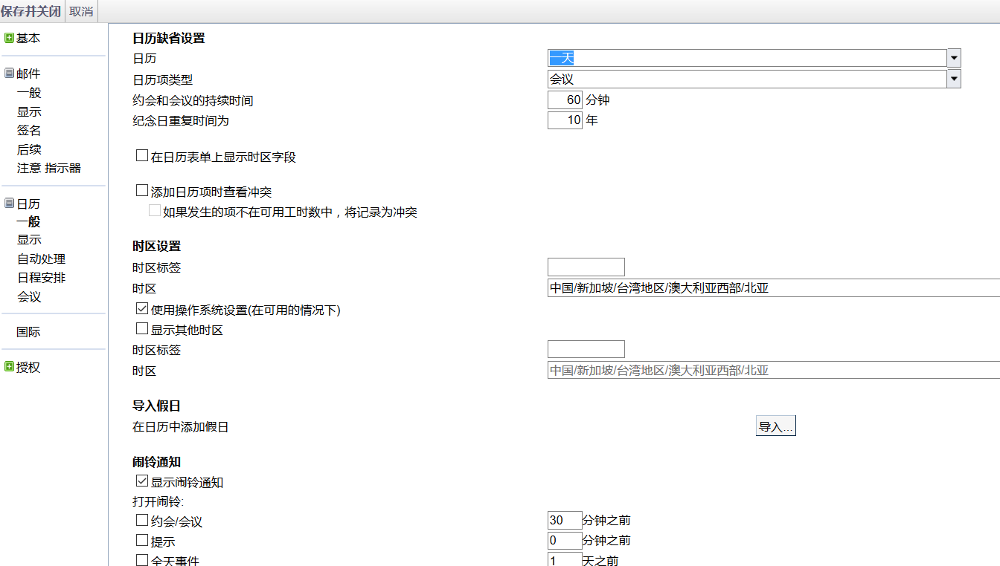 保存并关闭 取消
基本
邮件
一般
显示
签名
后续
注意 指示器
日历
一般
显示
自动处理
日程安排
会议
国际
授权
日历缺省设置
日历 一天
日历项类型 会议
约会和会议的持续时间 60 分钟
纪念日重复时间为 10 年
在日历表单上显示时区字段
添加日历项时查看冲突
如果发生的项不在可用工时数中，将记录为冲突
时区设置
时区标签
时区 中国/新加坡/台湾地区/澳大利亚西部/北亚
使用操作系统设置(在可用的情况下)
显示其他时区
时区标签
时区 中国/新加坡/台湾地区/澳大利亚西部/北亚
导入假日
在日历中添加假日 导入...
闹铃通知
显示闹铃通知
打开闹铃:
约会/会议 30 分钟之前
提示 0 分钟之前
全天事件 1 天之前